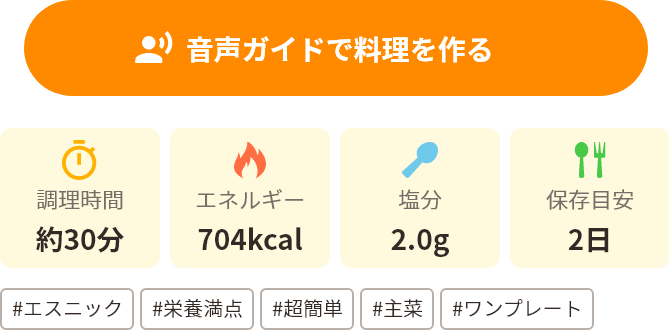 音声ガイドで料理を作る
調理時間 エネルギー 塩分 保存目安
約30分 704kcal 2.0g 2日
#エスニック #栄養満点 #超簡単 #主菜 #ワンプレート